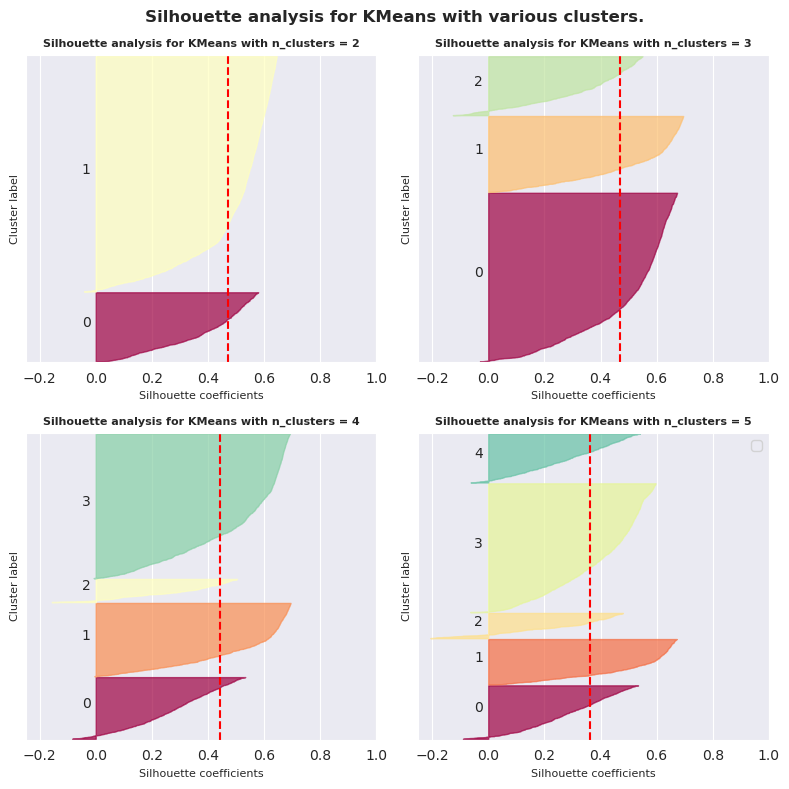 Silhouette analysis for KMeans with various clusters.
Silhouette analysis for KMeans with n_clusters = 2
Cluster label
1
0
−0.2 0.0 0.2 0.4 0.6 0.8 1.0
Silhouette coefficients
Silhouette analysis for KMeans with n_clusters = 3
Cluster label
2
1
0
−0.2 0.0 0.2 0.4 0.6 0.8 1.0
Silhouette coefficients
Silhouette analysis for KMeans with n_clusters = 4
Cluster label
3
2
1
0
−0.2 0.0 0.2 0.4 0.6 0.8 1.0
Silhouette coefficients
Silhouette analysis for KMeans with n_clusters = 5
Cluster label
4
3
2
1
0
−0.2 0.0 0.2 0.4 0.6 0.8 1.0
Silhouette coefficients